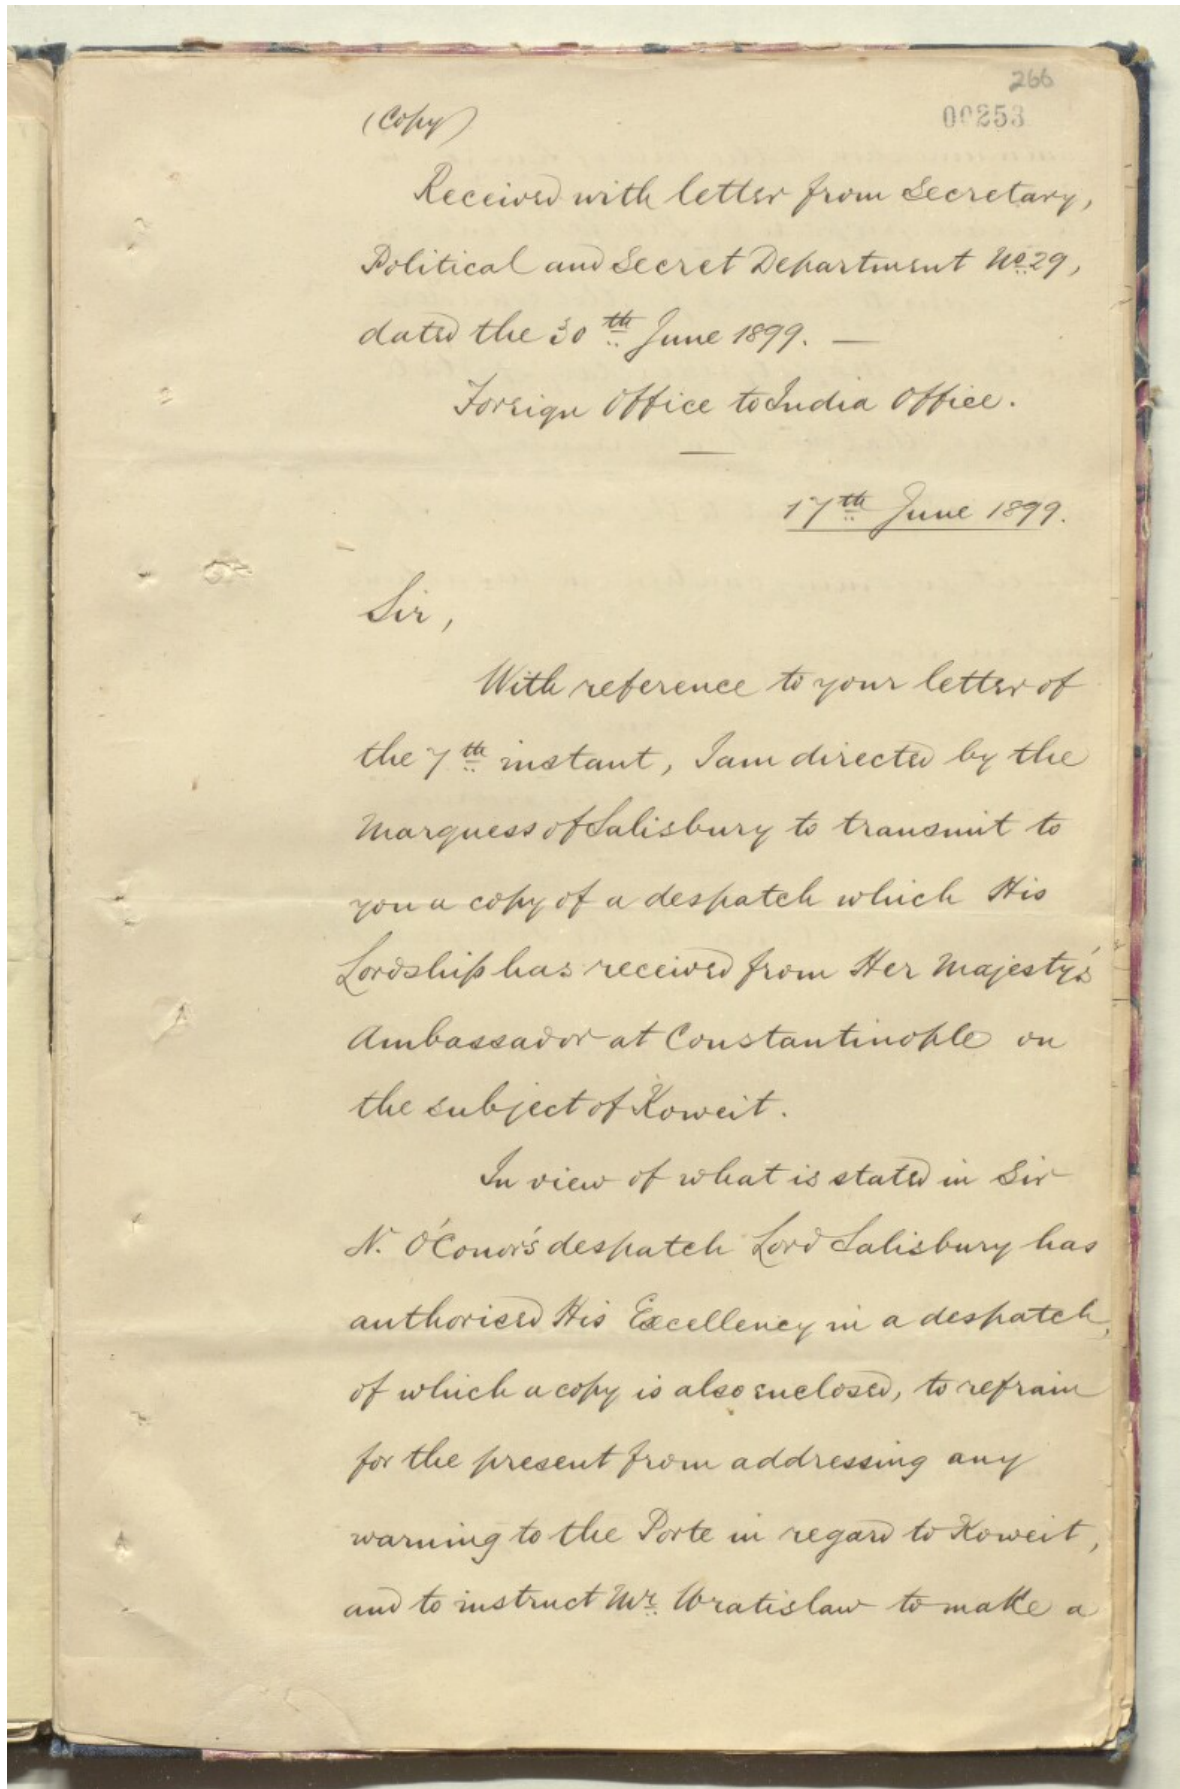 266
00253
(Copy)
Received with letter from Secretary,
Political and Secret Department No. 29,
dated the 30th June 1899. —
Foreign Office to India Office.
17th June 1899.
Sir,
With reference to your letter of
the 7th instant, I am directed by the
Marquess of Salisbury to transmit to
you a copy of a despatch which His
Lordship has received from Her Majesty's
Ambassador at Constantinople on
the subject of Koweit.
In view of what is stated in Sir
N. O'Conor's despatch Lord Salisbury has
authorised His Excellency in a despatch,
of which a copy is also enclosed, to refrain
for the present from addressing any
warning to the Porte in regard to Koweit,
and to instruct Mr. Wratislaw to make a